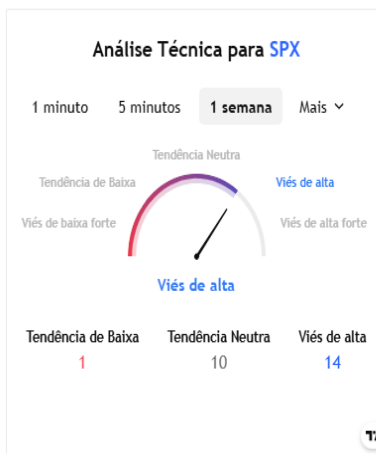 Análise Técnica para SPX
1 minuto 5 minutos 1 semana Mais
Tendência Neutra
Tendência de Baixa Viés de alta
Viés de baixa forte Viés de alta forte
Viés de alta
Tendência de Baixa Tendência Neutra Viés de alta
1 10 14